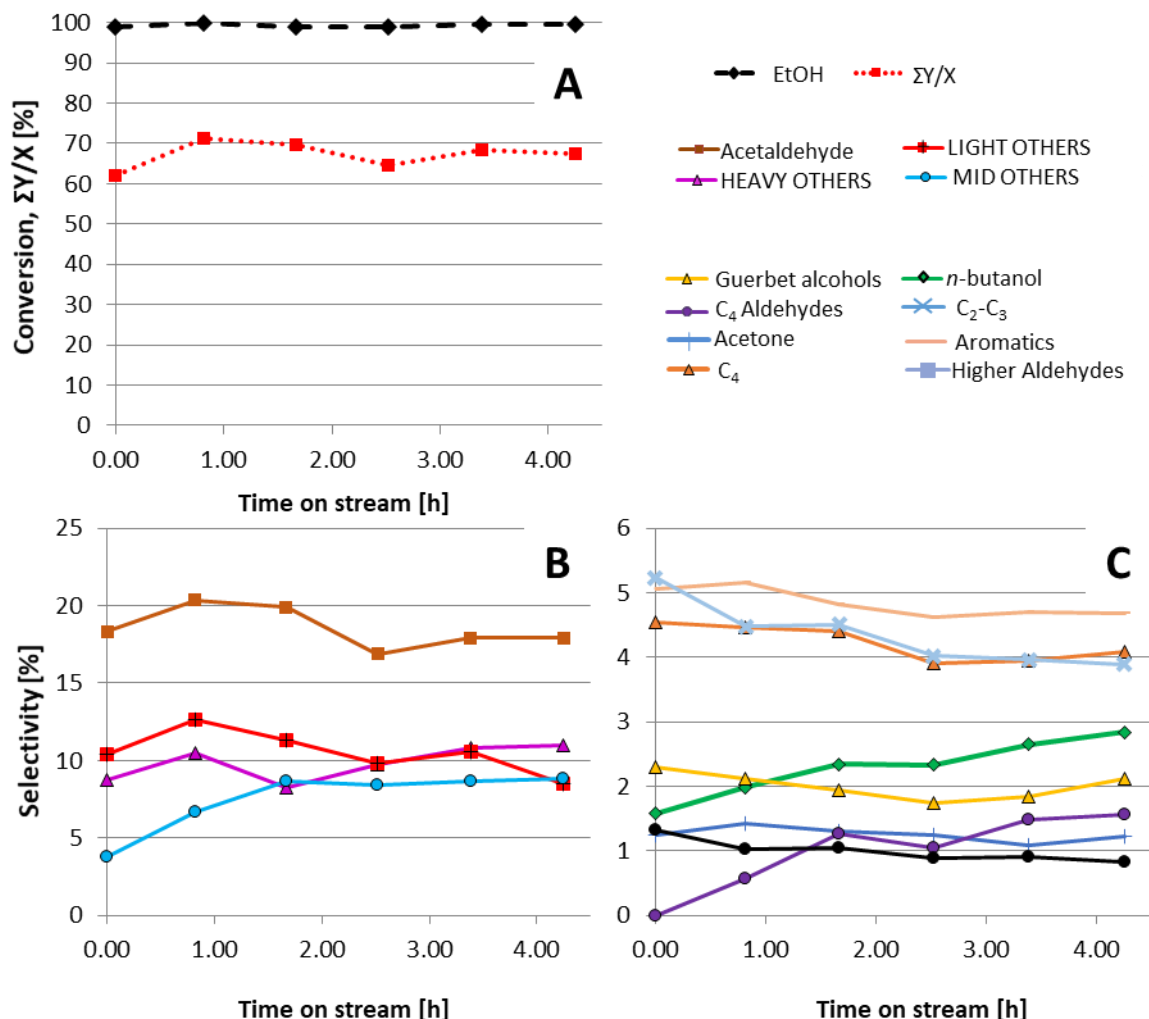 100
90
80
70
60
50
40
30
20
10
0
Conversion, ΣY/X [%]
A
0.00 1.00 2.00 3.00 4.00
Time on stream [h]
EtOH ΣY/X
Acetaldehyde LIGHT OTHERS
HEAVY OTHERS MID OTHERS
Guerbet alcohols n-butanol
C₄ Aldehydes C₂-C₃
Acetone Aromatics
C₄ Higher Aldehydes
25
20
15
10
5
0
Selectivity [%]
B
0.00 1.00 2.00 3.00 4.00
Time on stream [h]
6
5
4
3
2
1
0
C
0.00 1.00 2.00 3.00 4.00
Time on stream [h]